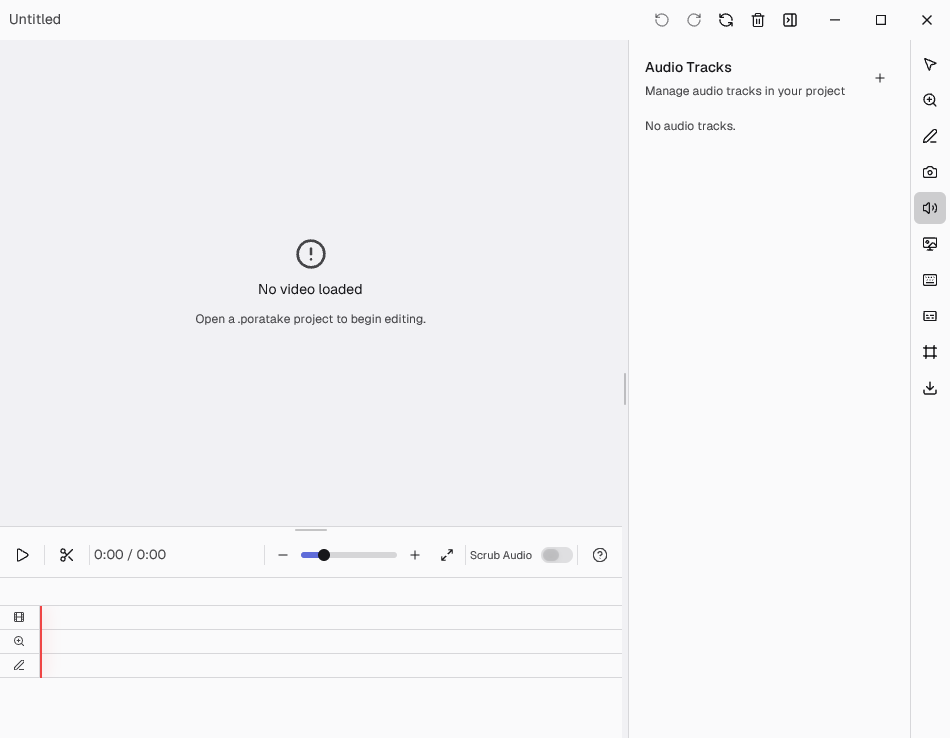 Untitled
Audio Tracks
Manage audio tracks in your project
No audio tracks.
No video loaded
Open a .poratake project to begin editing.
0:00 / 0:00
Scrub Audio